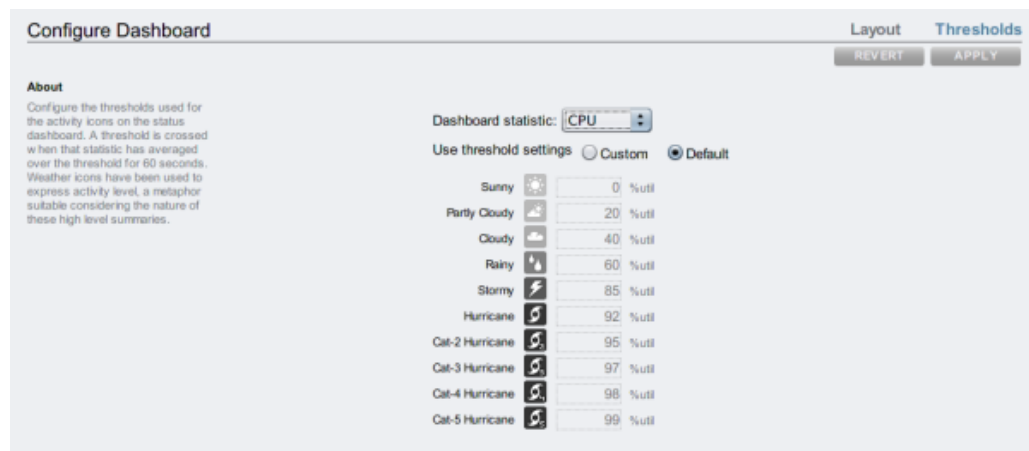 Configure Dashboard
Layout Thresholds
REVERT APPLY
About
Configure the thresholds used for
the activity icons on the status
dashboard. A threshold is crossed
when that statistic has averaged
over the threshold for 60 seconds.
Weather icons have been used to
express activity level, a metaphor
suitable considering the nature of
these high level summaries.
Dashboard statistic: CPU
Use threshold settings Custom Default
Sunny 0 %util
Partly Cloudy 20 %util
Cloudy 40 %util
Rainy 60 %util
Stormy 85 %util
Hurricane 92 %util
Cat-2 Hurricane 2 95 %util
Cat-3 Hurricane 3 97 %util
Cat-4 Hurricane 4 98 %util
Cat-5 Hurricane 5 99 %util